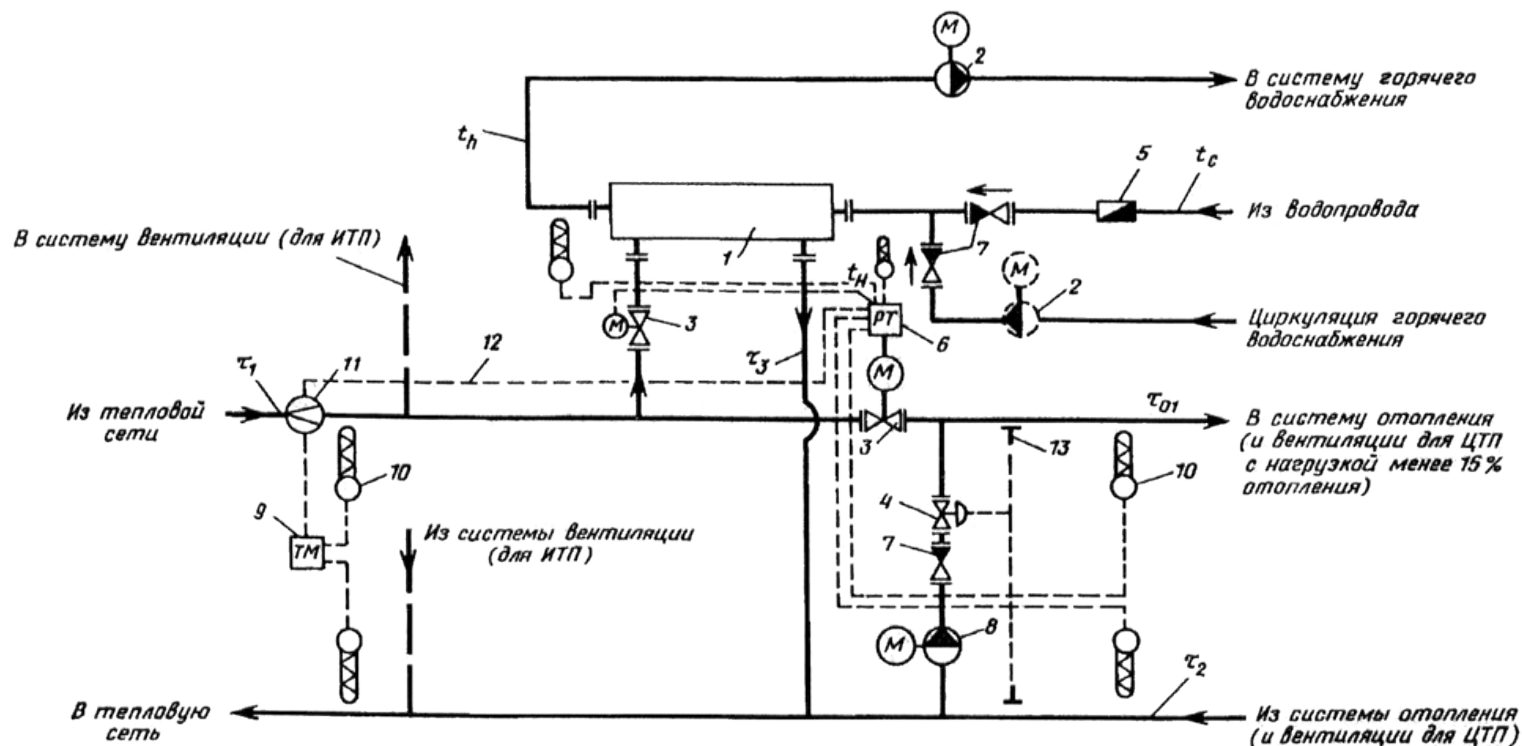 M
2
В систему горячего
водоснабжения
t_h
5
t_c
Из водопровода
В систему вентиляции (для ИТП)
1
7
M
2
t_н
M
3
РТ
6
Циркуляция горячего
водоснабжения
12
τ_3
M
τ_1
11
τ_01
Из тепловой
сети
3
13
В систему отопления
(и вентиляции для ЦТП
с нагрузкой менее 15%
отопления)
10
10
9
ТМ
4
Из системы вентиляции
(для ИТП)
7
M
8
τ_2
В тепловую
сеть
Из системы отопления
(и вентиляции для ЦТП)